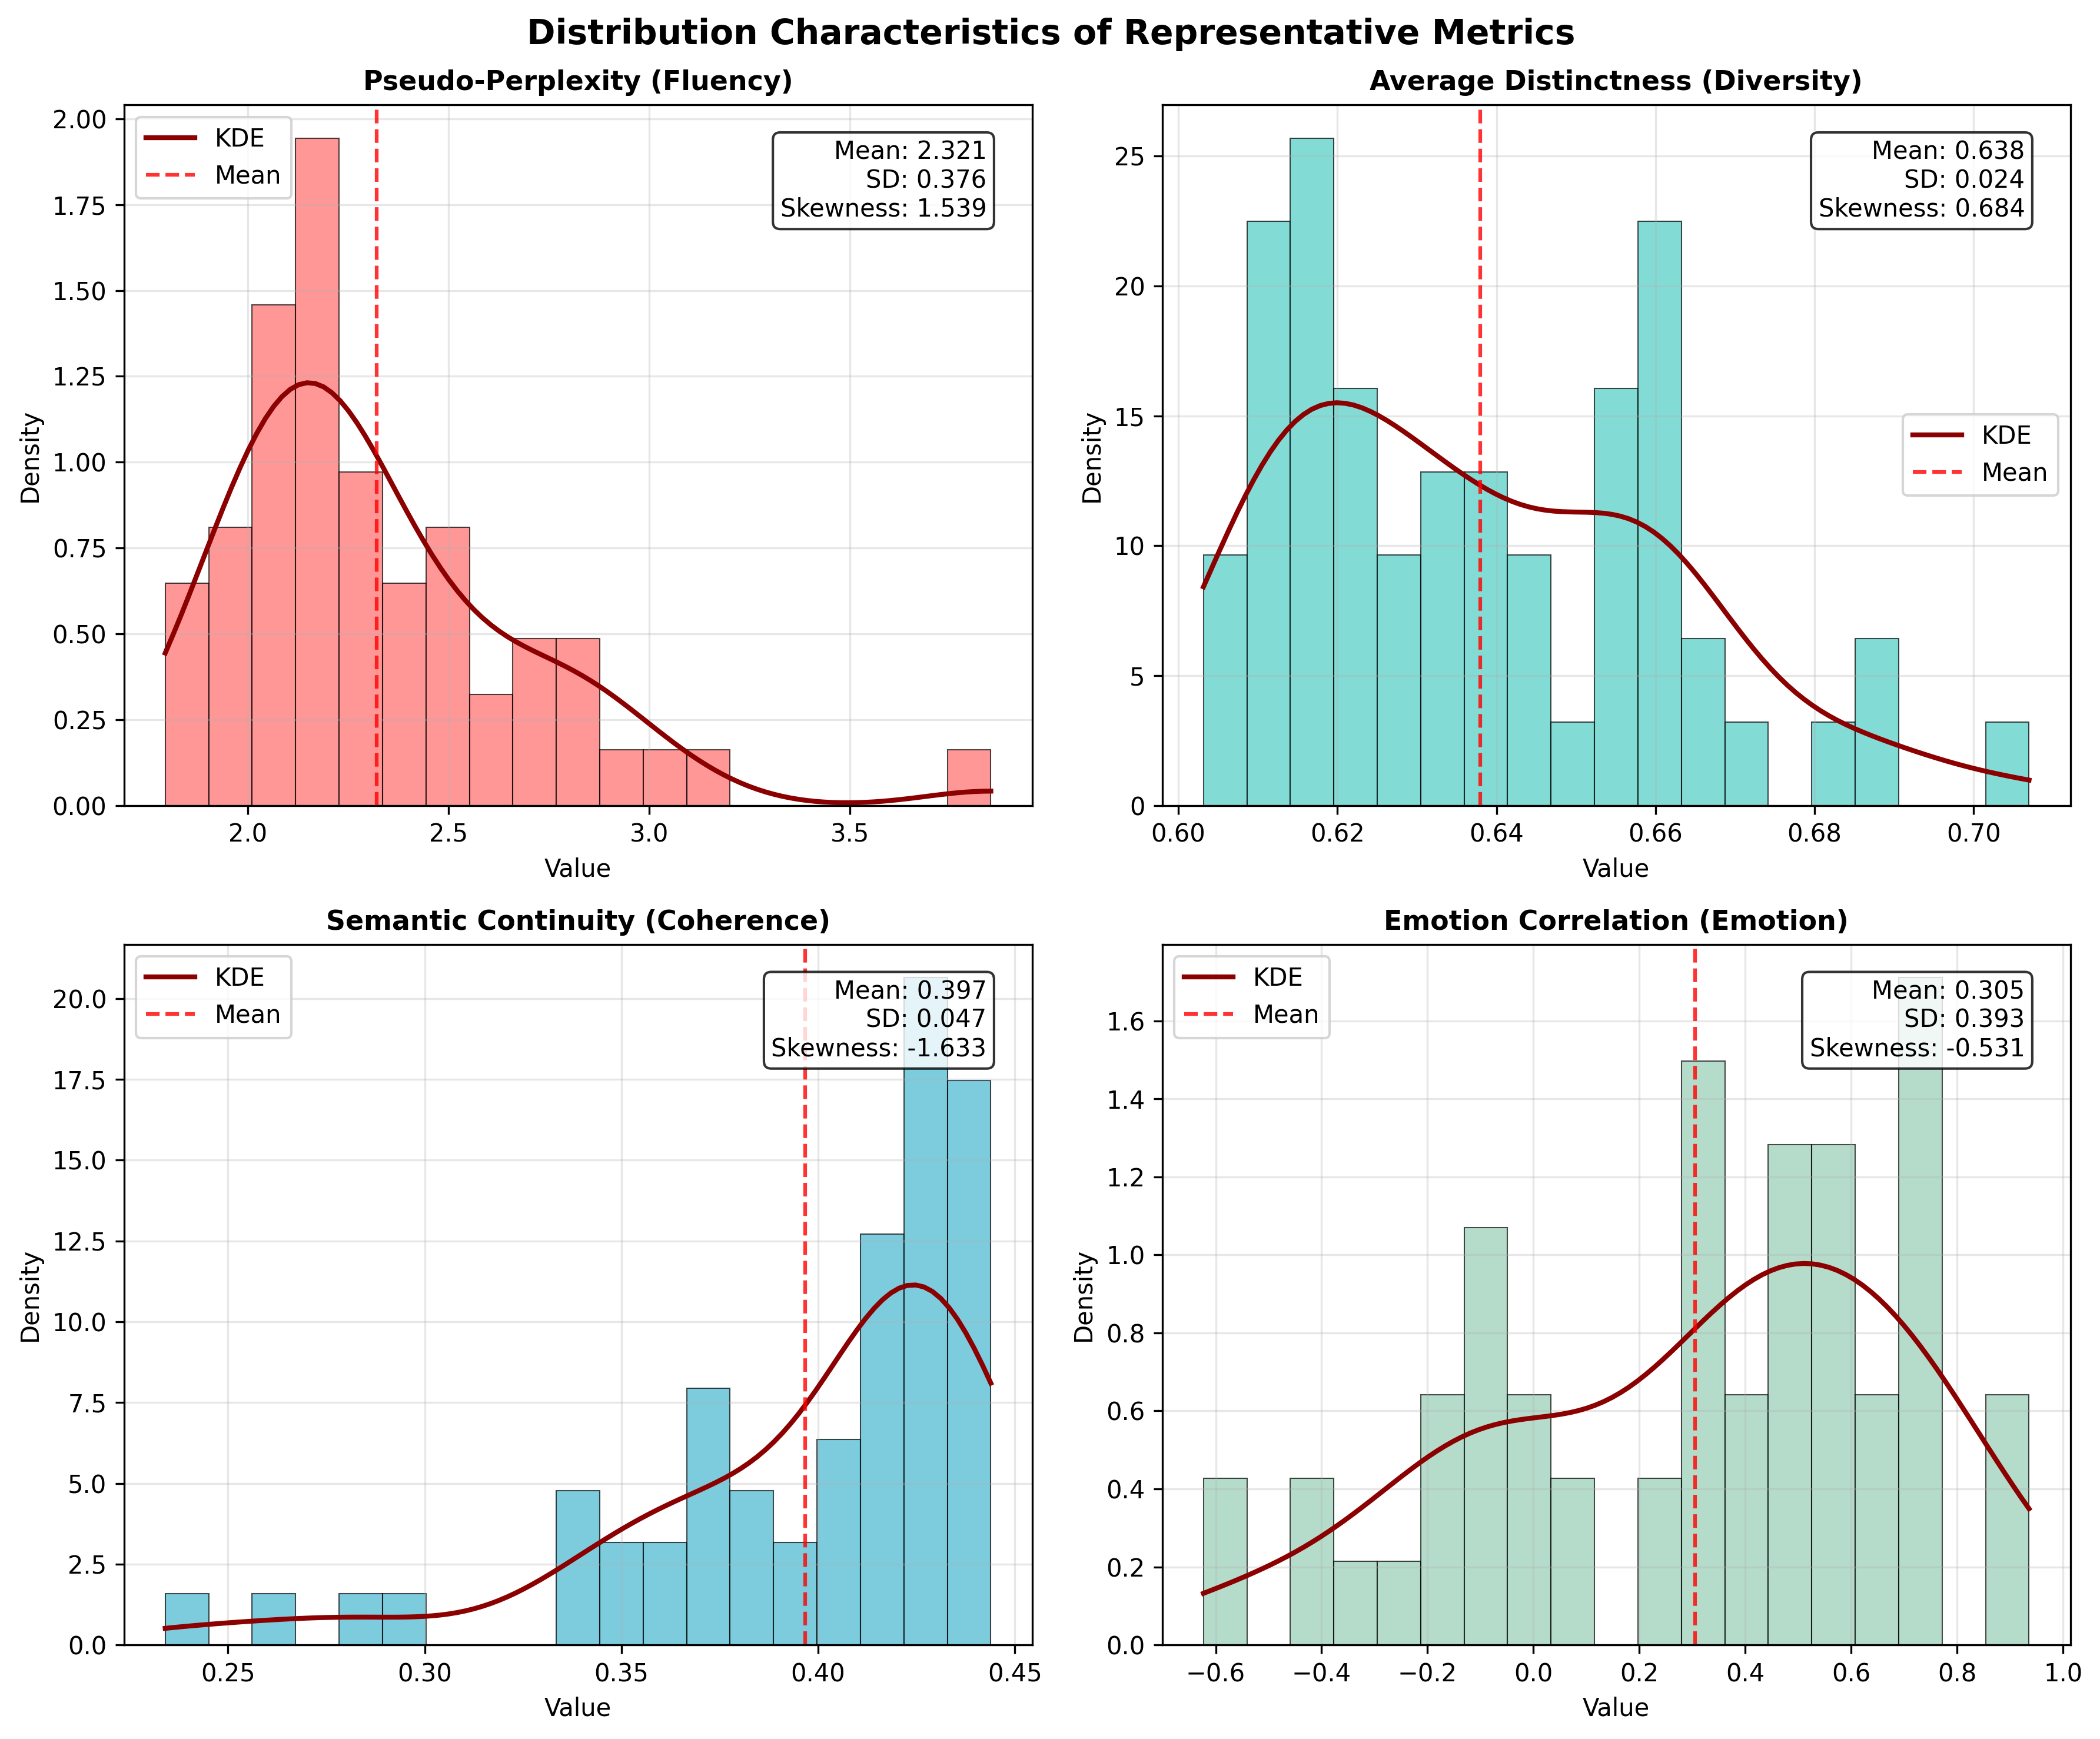 Distribution Characteristics of Representative Metrics
Pseudo-Perplexity (Fluency)
KDE
Mean
Mean: 2.321
SD: 0.376
Skewness: 1.539
Density
2.00
1.75
1.50
1.25
1.00
0.75
0.50
0.25
0.00
2.0 2.5 3.0 3.5
Value
Average Distinctness (Diversity)
Mean: 0.638
SD: 0.024
Skewness: 0.684
KDE
Mean
Density
25
20
15
10
5
0
0.60 0.62 0.64 0.66 0.68 0.70
Value
Semantic Continuity (Coherence)
KDE
Mean
Mean: 0.397
SD: 0.047
Skewness: -1.633
Density
20.0
17.5
15.0
12.5
10.0
7.5
5.0
2.5
0.0
0.25 0.30 0.35 0.40 0.45
Value
Emotion Correlation (Emotion)
KDE
Mean
Mean: 0.305
SD: 0.393
Skewness: -0.531
Density
1.6
1.4
1.2
1.0
0.8
0.6
0.4
0.2
0.0
−0.6 −0.4 −0.2 0.0 0.2 0.4 0.6 0.8 1.0
Value